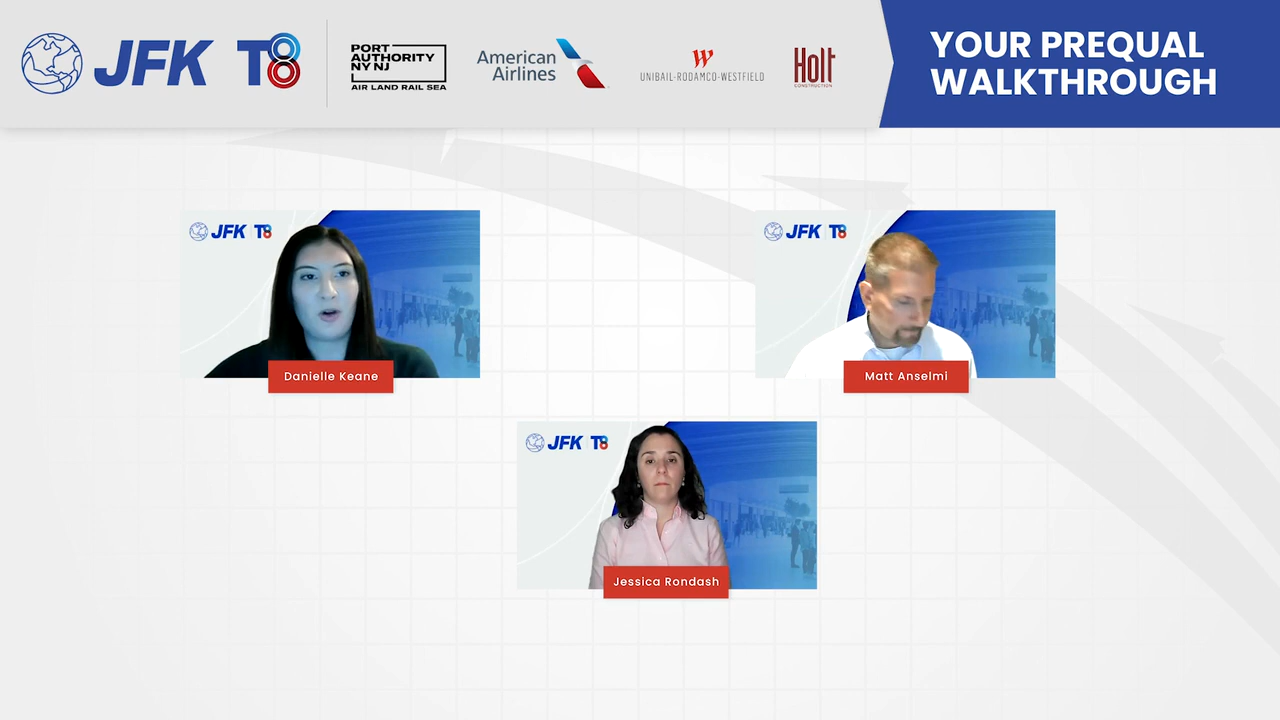 JFK T8
PORT
AUTHORITY
NY NJ
AIR LAND RAIL SEA
American
Airlines
UNIBAIL-RODAMCO-WESTFIELD
Holt
CONSTRUCTION
YOUR PREQUAL
WALKTHROUGH
JFK T8
Danielle Keane
JFK T8
Matt Anselmi
JFK T8
Jessica Rondash